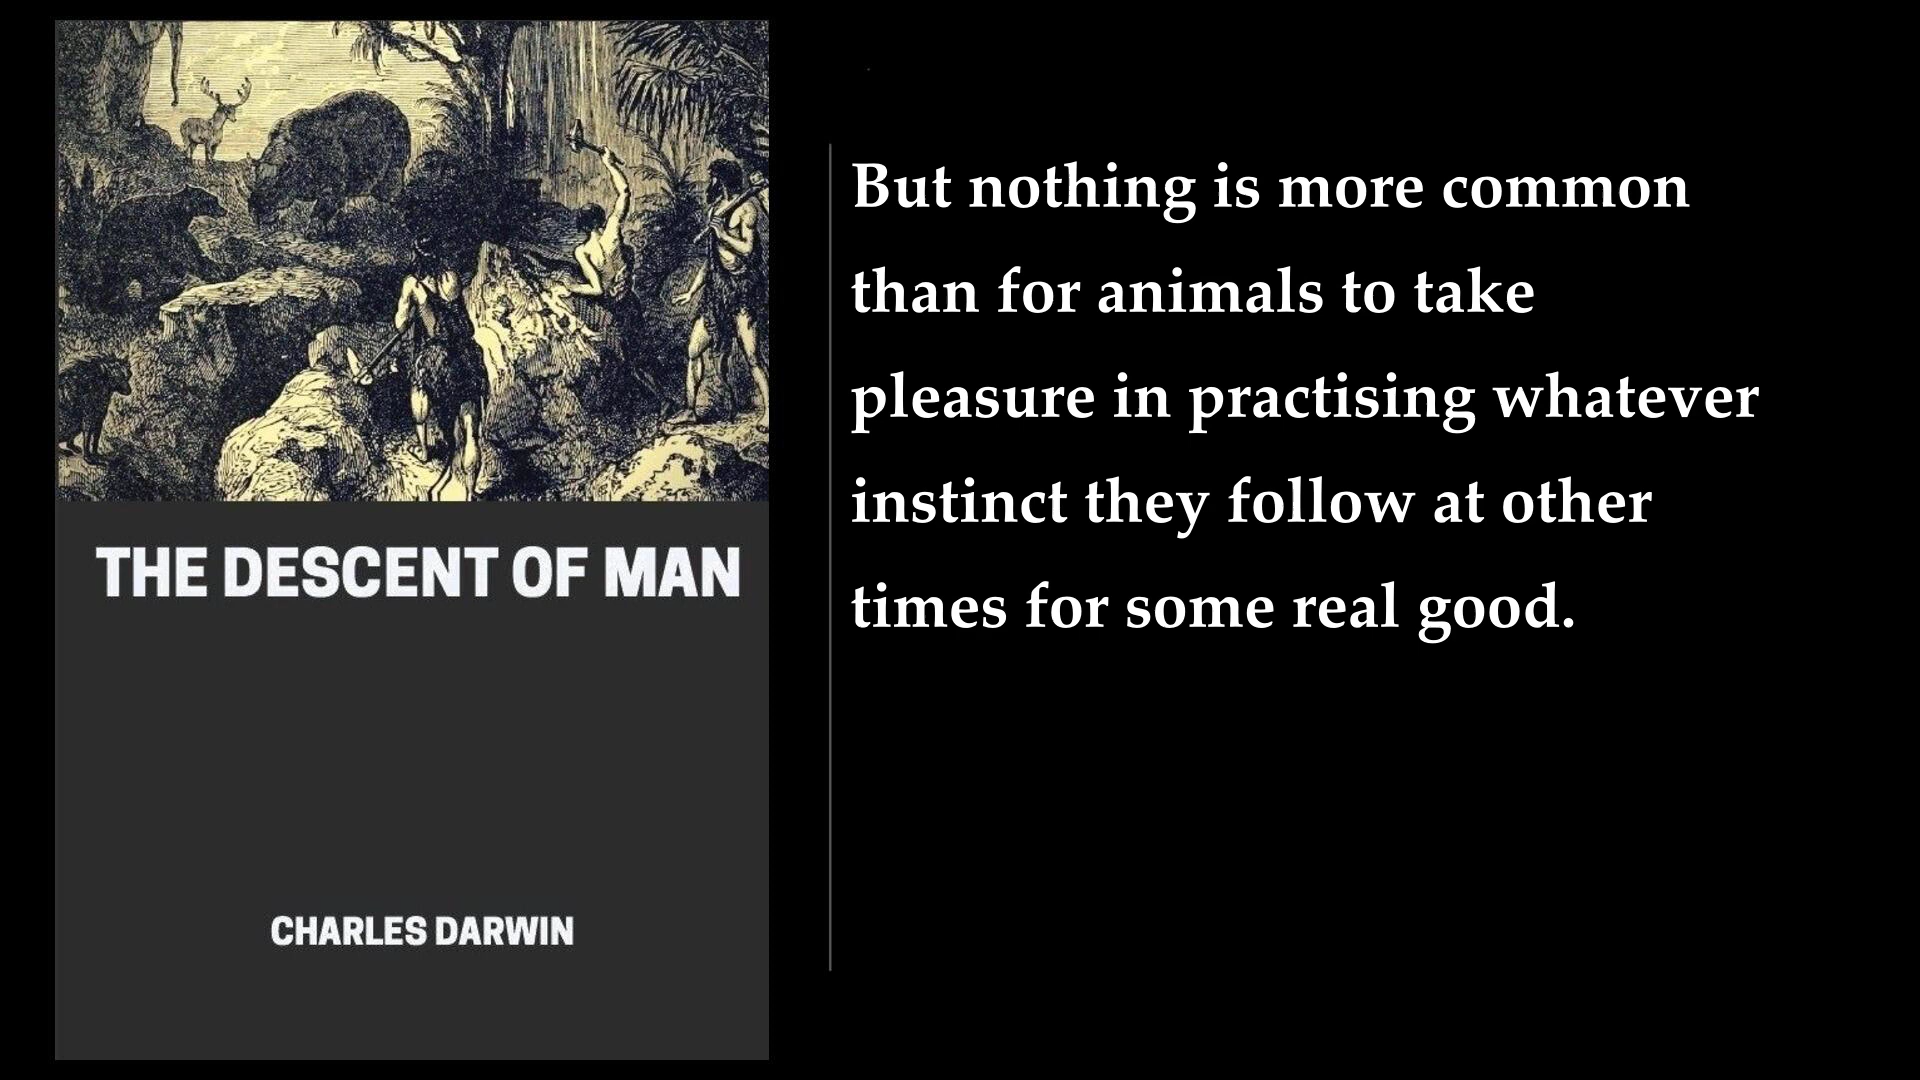 THE DESCENT OF MAN
CHARLES DARWIN
But nothing is more common
than for animals to take
pleasure in practising whatever
instinct they follow at other
times for some real good.